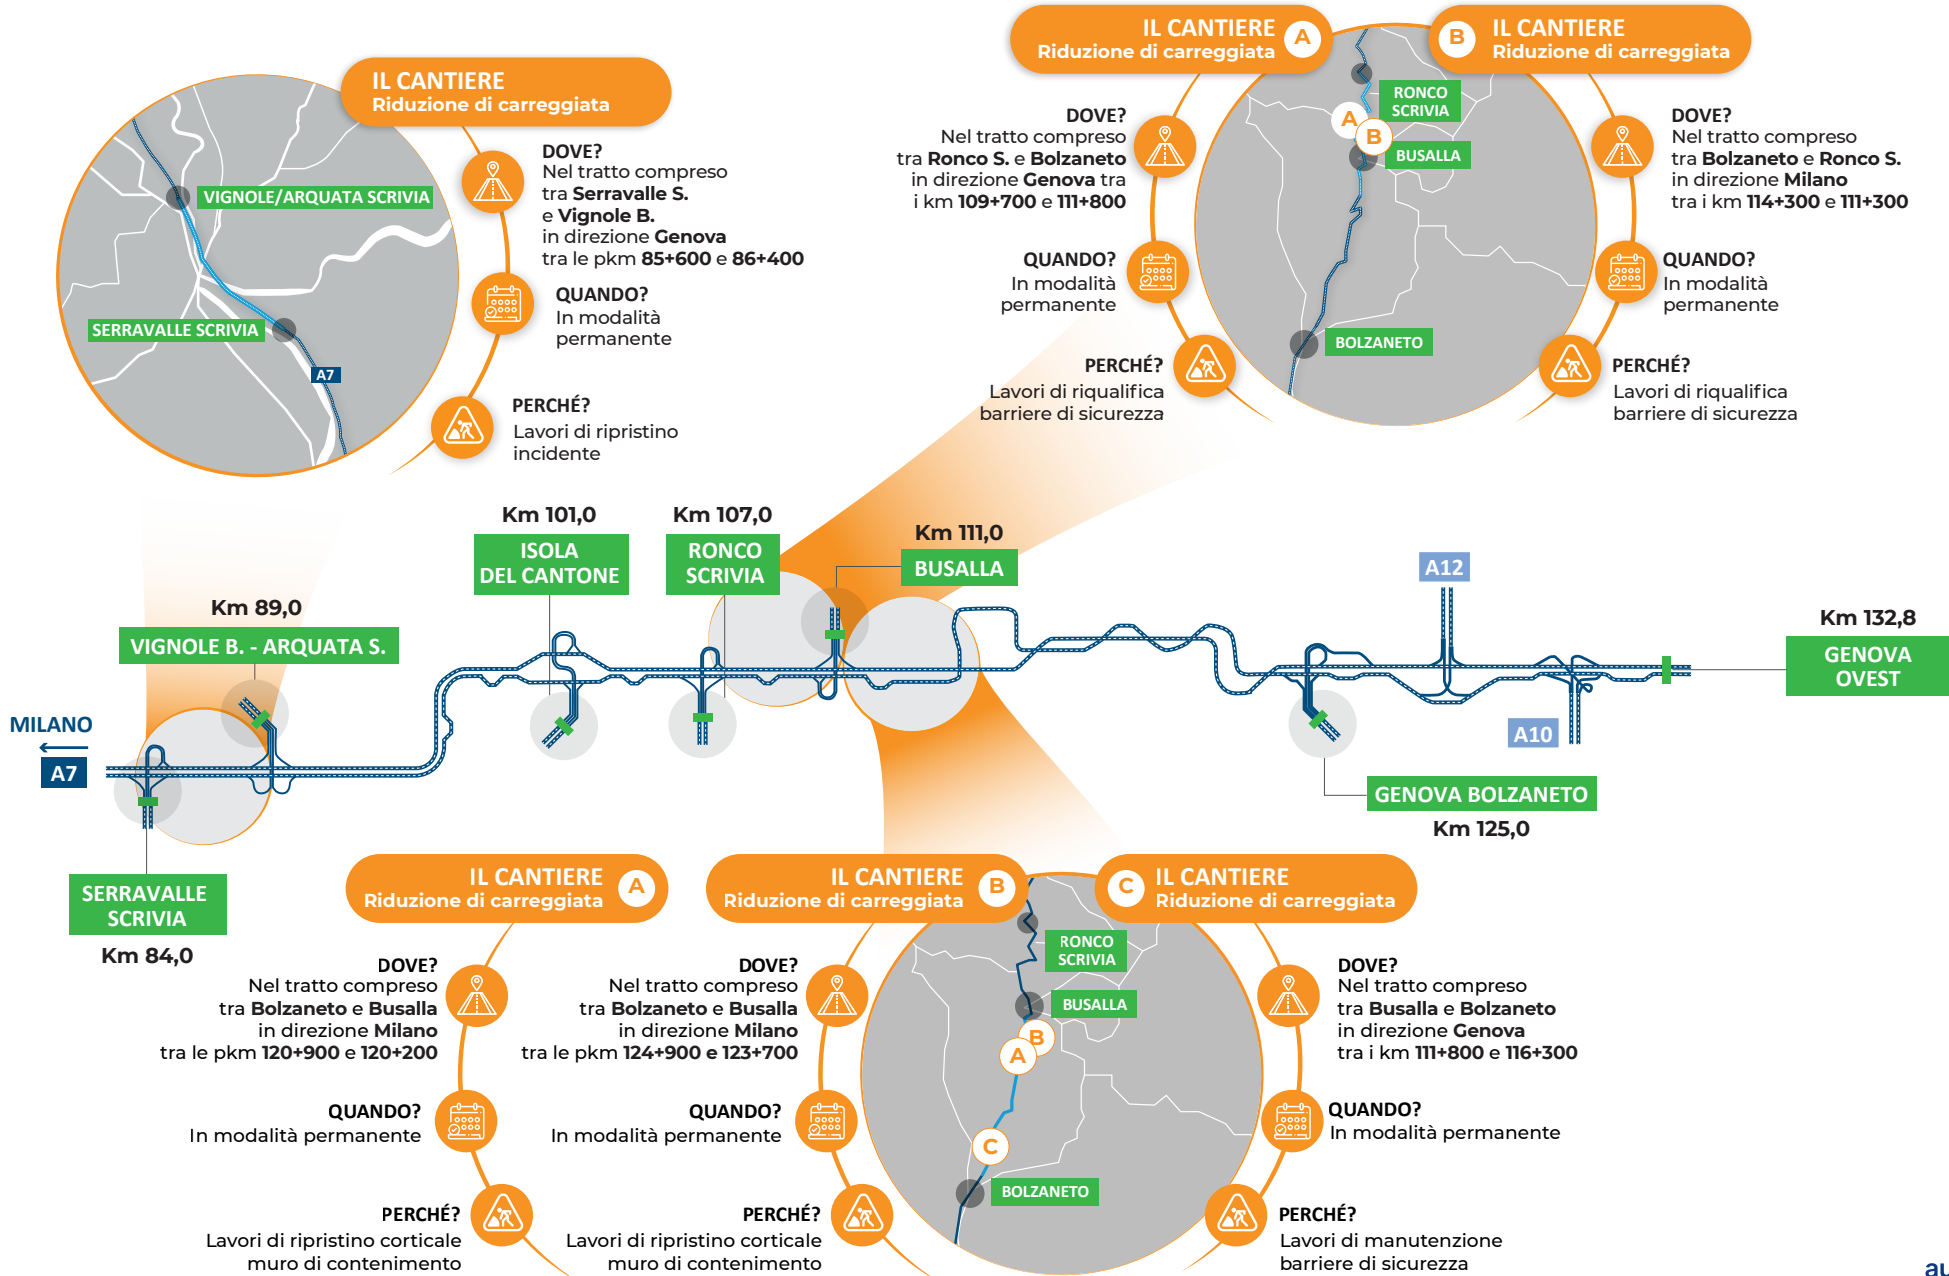 IL CANTIERE
Riduzione di carreggiata
DOVE?
Nel tratto compreso
tra Serravalle S.
e Vignole B.
in direzione Genova
tra le pkm 85+600 e 86+400
QUANDO?
In modalità
permanente
PERCHÉ?
Lavori di ripristino
incidente
VIGNOLE/ARQUATA SCRIVIA
SERRAVALLE SCRIVIA
A7
IL CANTIERE
Riduzione di carreggiata
A
DOVE?
Nel tratto compreso
tra Ronco S. e Bolzaneto
in direzione Genova tra
i km 109+700 e 111+800
QUANDO?
In modalità
permanente
PERCHÉ?
Lavori di riqualifica
barriere di sicurezza
RONCO
SCRIVIA
A
B
BUSALLA
BOLZANETO
B
IL CANTIERE
Riduzione di carreggiata
DOVE?
Nel tratto compreso
tra Bolzaneto e Ronco S.
in direzione Milano
tra i km 114+300 e 111+300
QUANDO?
In modalità
permanente
PERCHÉ?
Lavori di riqualifica
barriere di sicurezza
MILANO
A7
SERRAVALLE
SCRIVIA
Km 84,0
Km 89,0
VIGNOLE B. - ARQUATA S.
Km 101,0
ISOLA
DEL CANTONE
Km 107,0
RONCO
SCRIVIA
Km 111,0
BUSALLA
A12
A10
GENOVA BOLZANETO
Km 125,0
Km 132,8
GENOVA
OVEST
IL CANTIERE
Riduzione di carreggiata
A
DOVE?
Nel tratto compreso
tra Bolzaneto e Busalla
in direzione Milano
tra le pkm 120+900 e 120+200
QUANDO?
In modalità permanente
PERCHÉ?
Lavori di ripristino corticale
muro di contenimento
IL CANTIERE
Riduzione di carreggiata
B
DOVE?
Nel tratto compreso
tra Bolzaneto e Busalla
in direzione Milano
tra le pkm 124+900 e 123+700
QUANDO?
In modalità permanente
PERCHÉ?
Lavori di ripristino corticale
muro di contenimento
RONCO
SCRIVIA
BUSALLA
B
A
C
BOLZANETO
C
IL CANTIERE
Riduzione di carreggiata
DOVE?
Nel tratto compreso
tra Busalla e Bolzaneto
in direzione Genova
tra i km 111+800 e 116+300
QUANDO?
In modalità permanente
PERCHÉ?
Lavori di manutenzione
barriere di sicurezza